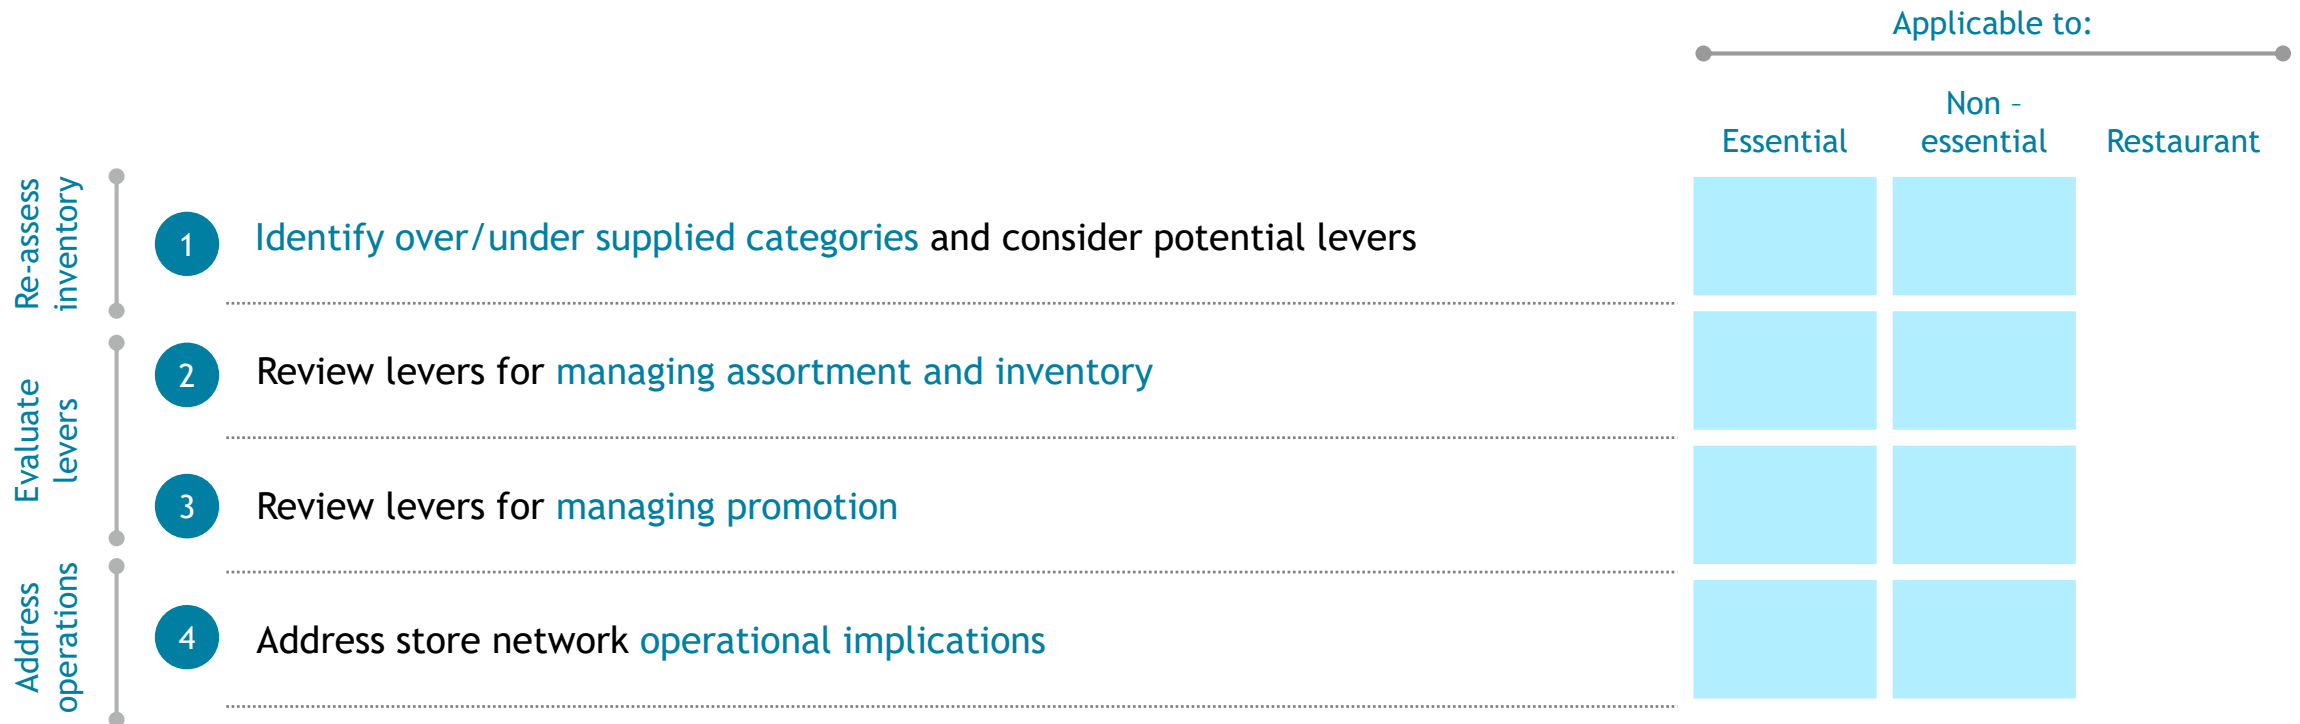 Applicable to:
Non –
Essential essential Restaurant
Re-assess
inventory
1 Identify over/under supplied categories and consider potential levers
Evaluate
levers
2 Review levers for managing assortment and inventory
3 Review levers for managing promotion
Address
operations
4 Address store network operational implications